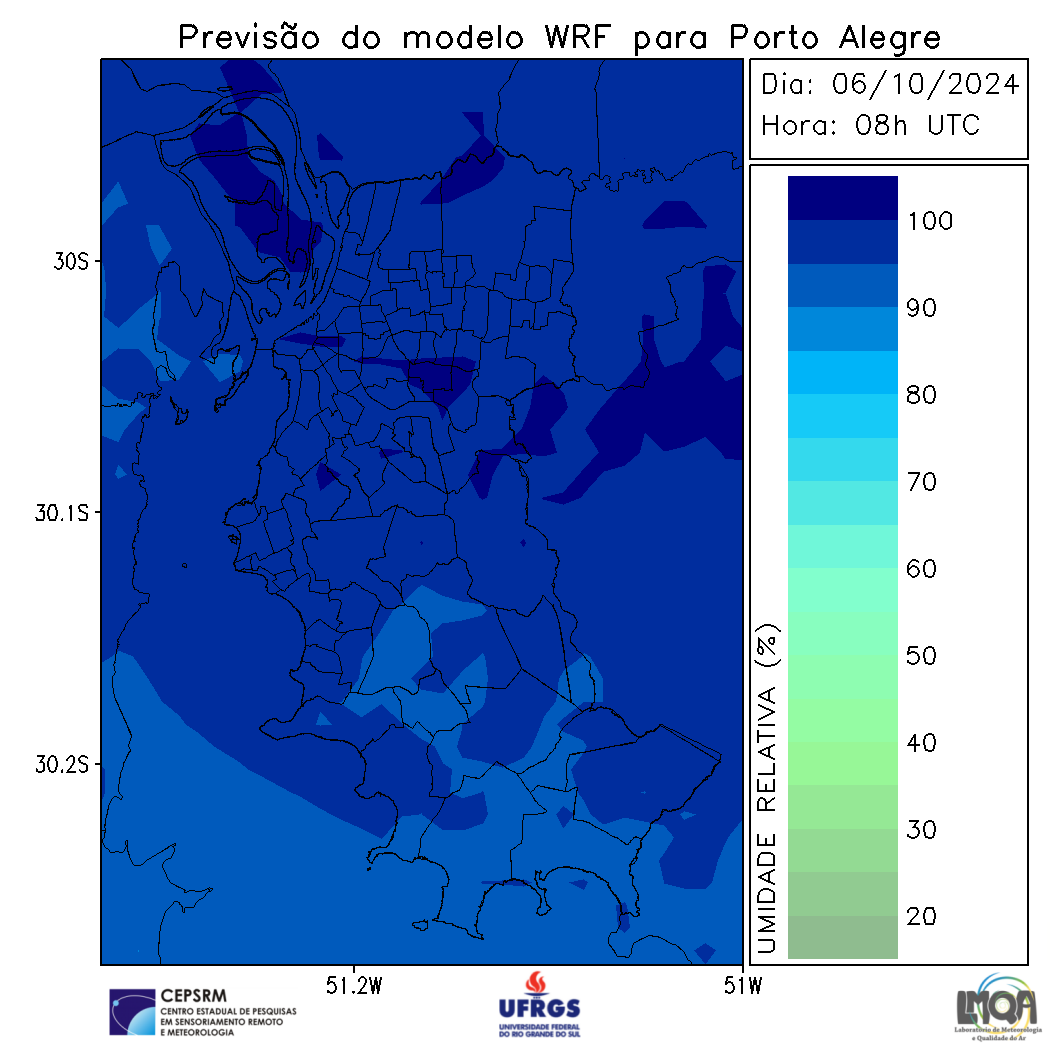 Previsão do modelo WRF para Porto Alegre
Dia: 06/10/2024
Hora: 08h UTC
100
90
80
70
60
50
40
30
20
UMIDADE RELATIVA (%)
30S
30.1S
30.2S
51.2W
51W
CEPSRM
CENTRO ESTADUAL DE PESQUISAS
EM SENSORIAMENTO REMOTO
E METEOROLOGIA
UFRGS
UNIVERSIDADE FEDERAL
DO RIO GRANDE DO SUL
LMQA
Laboratório de Meteorologia
e Qualidade do Ar